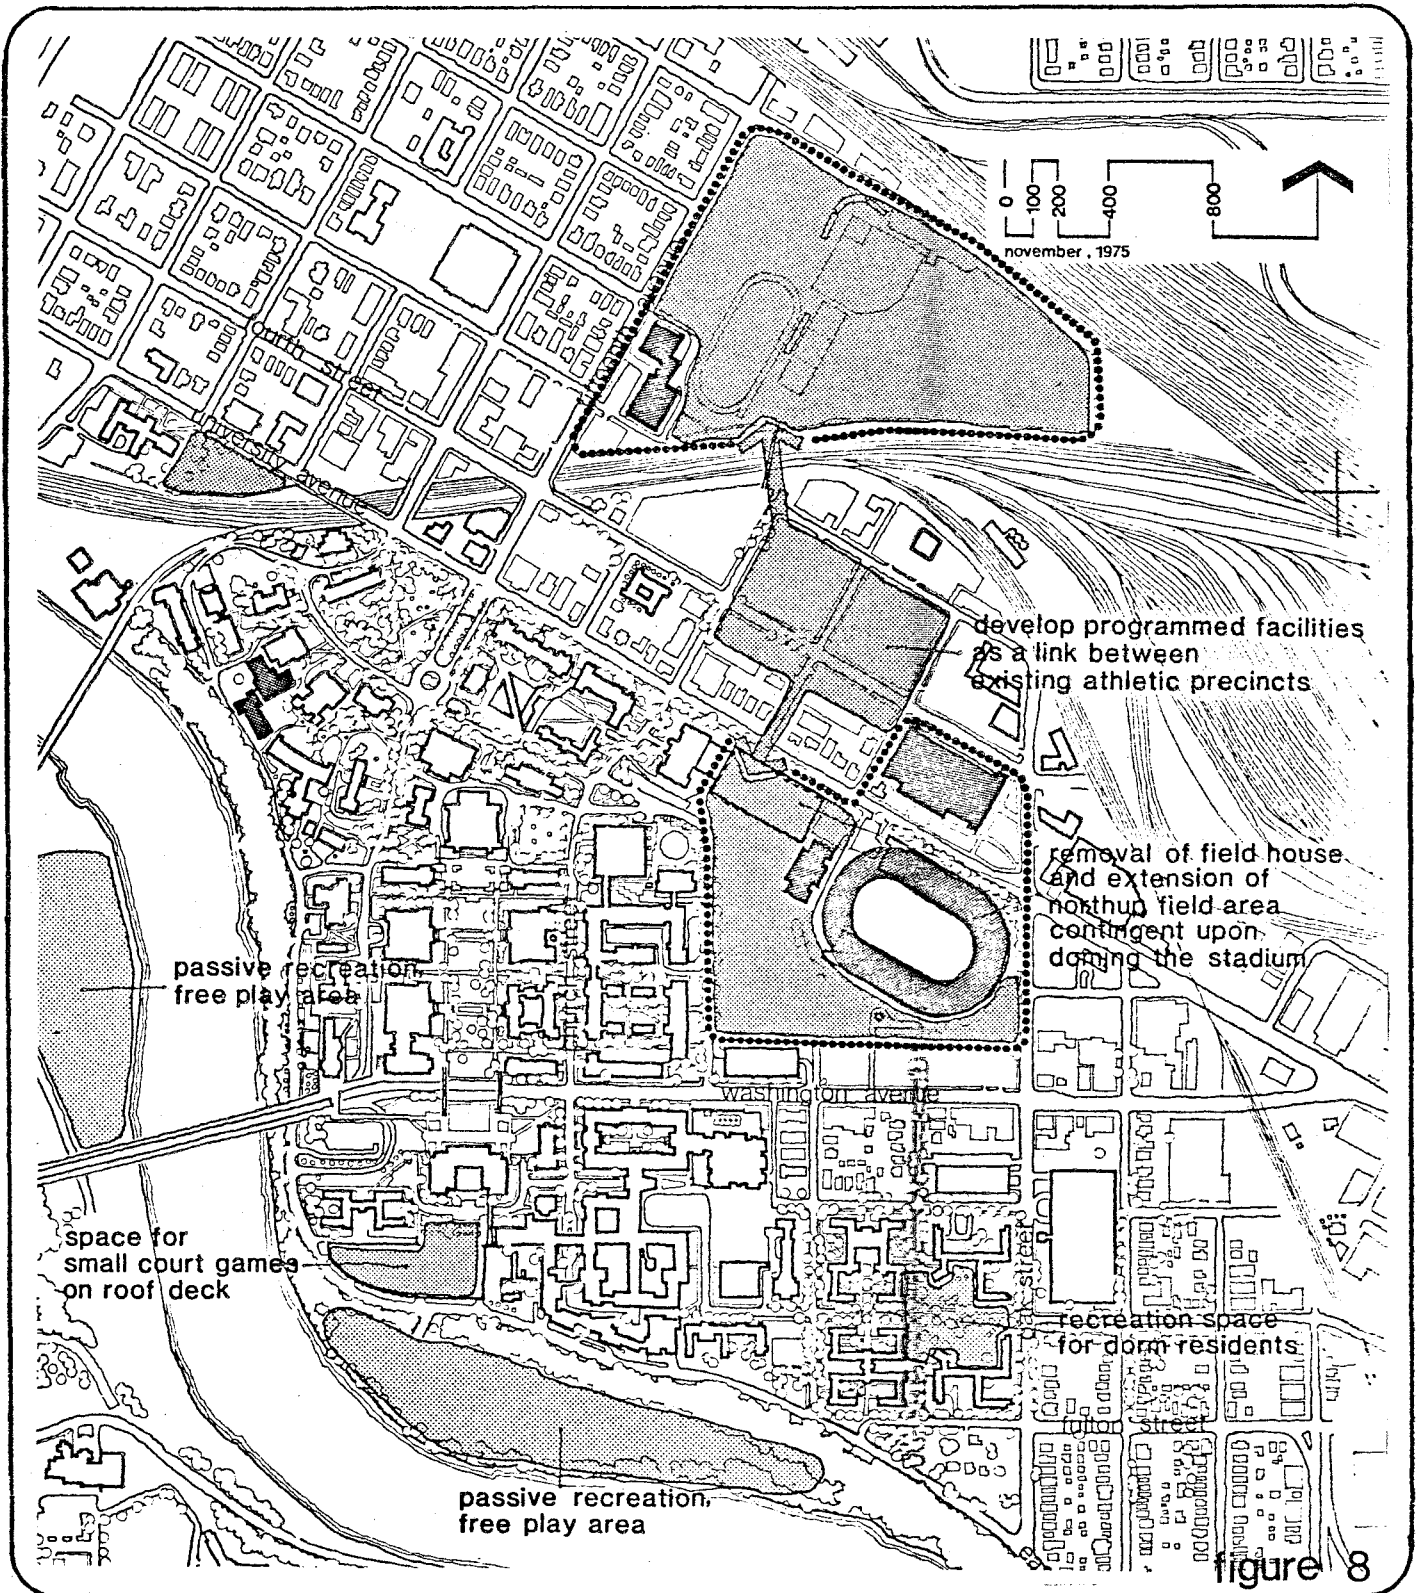 0
100
200
400
800
november, 1975
fourth street
university avenue
develop programmed facilities
as a link between
existing athletic precincts
removal of field house
and extension of
northup field area
contingent upon
doming the stadium
passive recreation,
free play area
church street
washington avenue
space for
small court games
on roof deck
oak street
recreation space
for dorm residents
fulton street
passive recreation,
free play area
figure 8